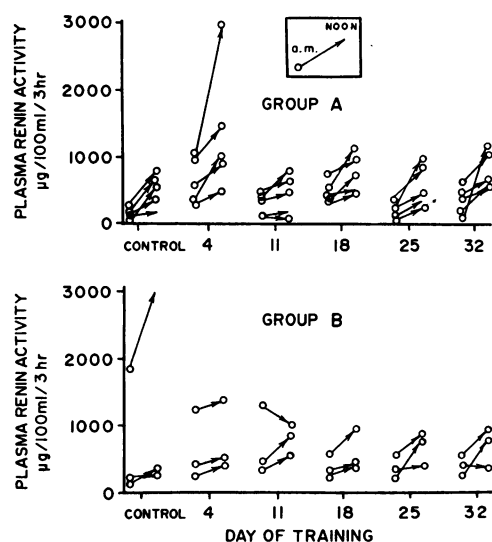 PLASMA RENIN ACTIVITY
µg/100ml/3hr
3000
2000
1000
0
NOON
a.m.
GROUP A
CONTROL 4 11 18 25 32
PLASMA RENIN ACTIVITY
µg/100ml/3hr
3000
2000
1000
0
GROUP B
CONTROL 4 11 18 25 32
DAY OF TRAINING